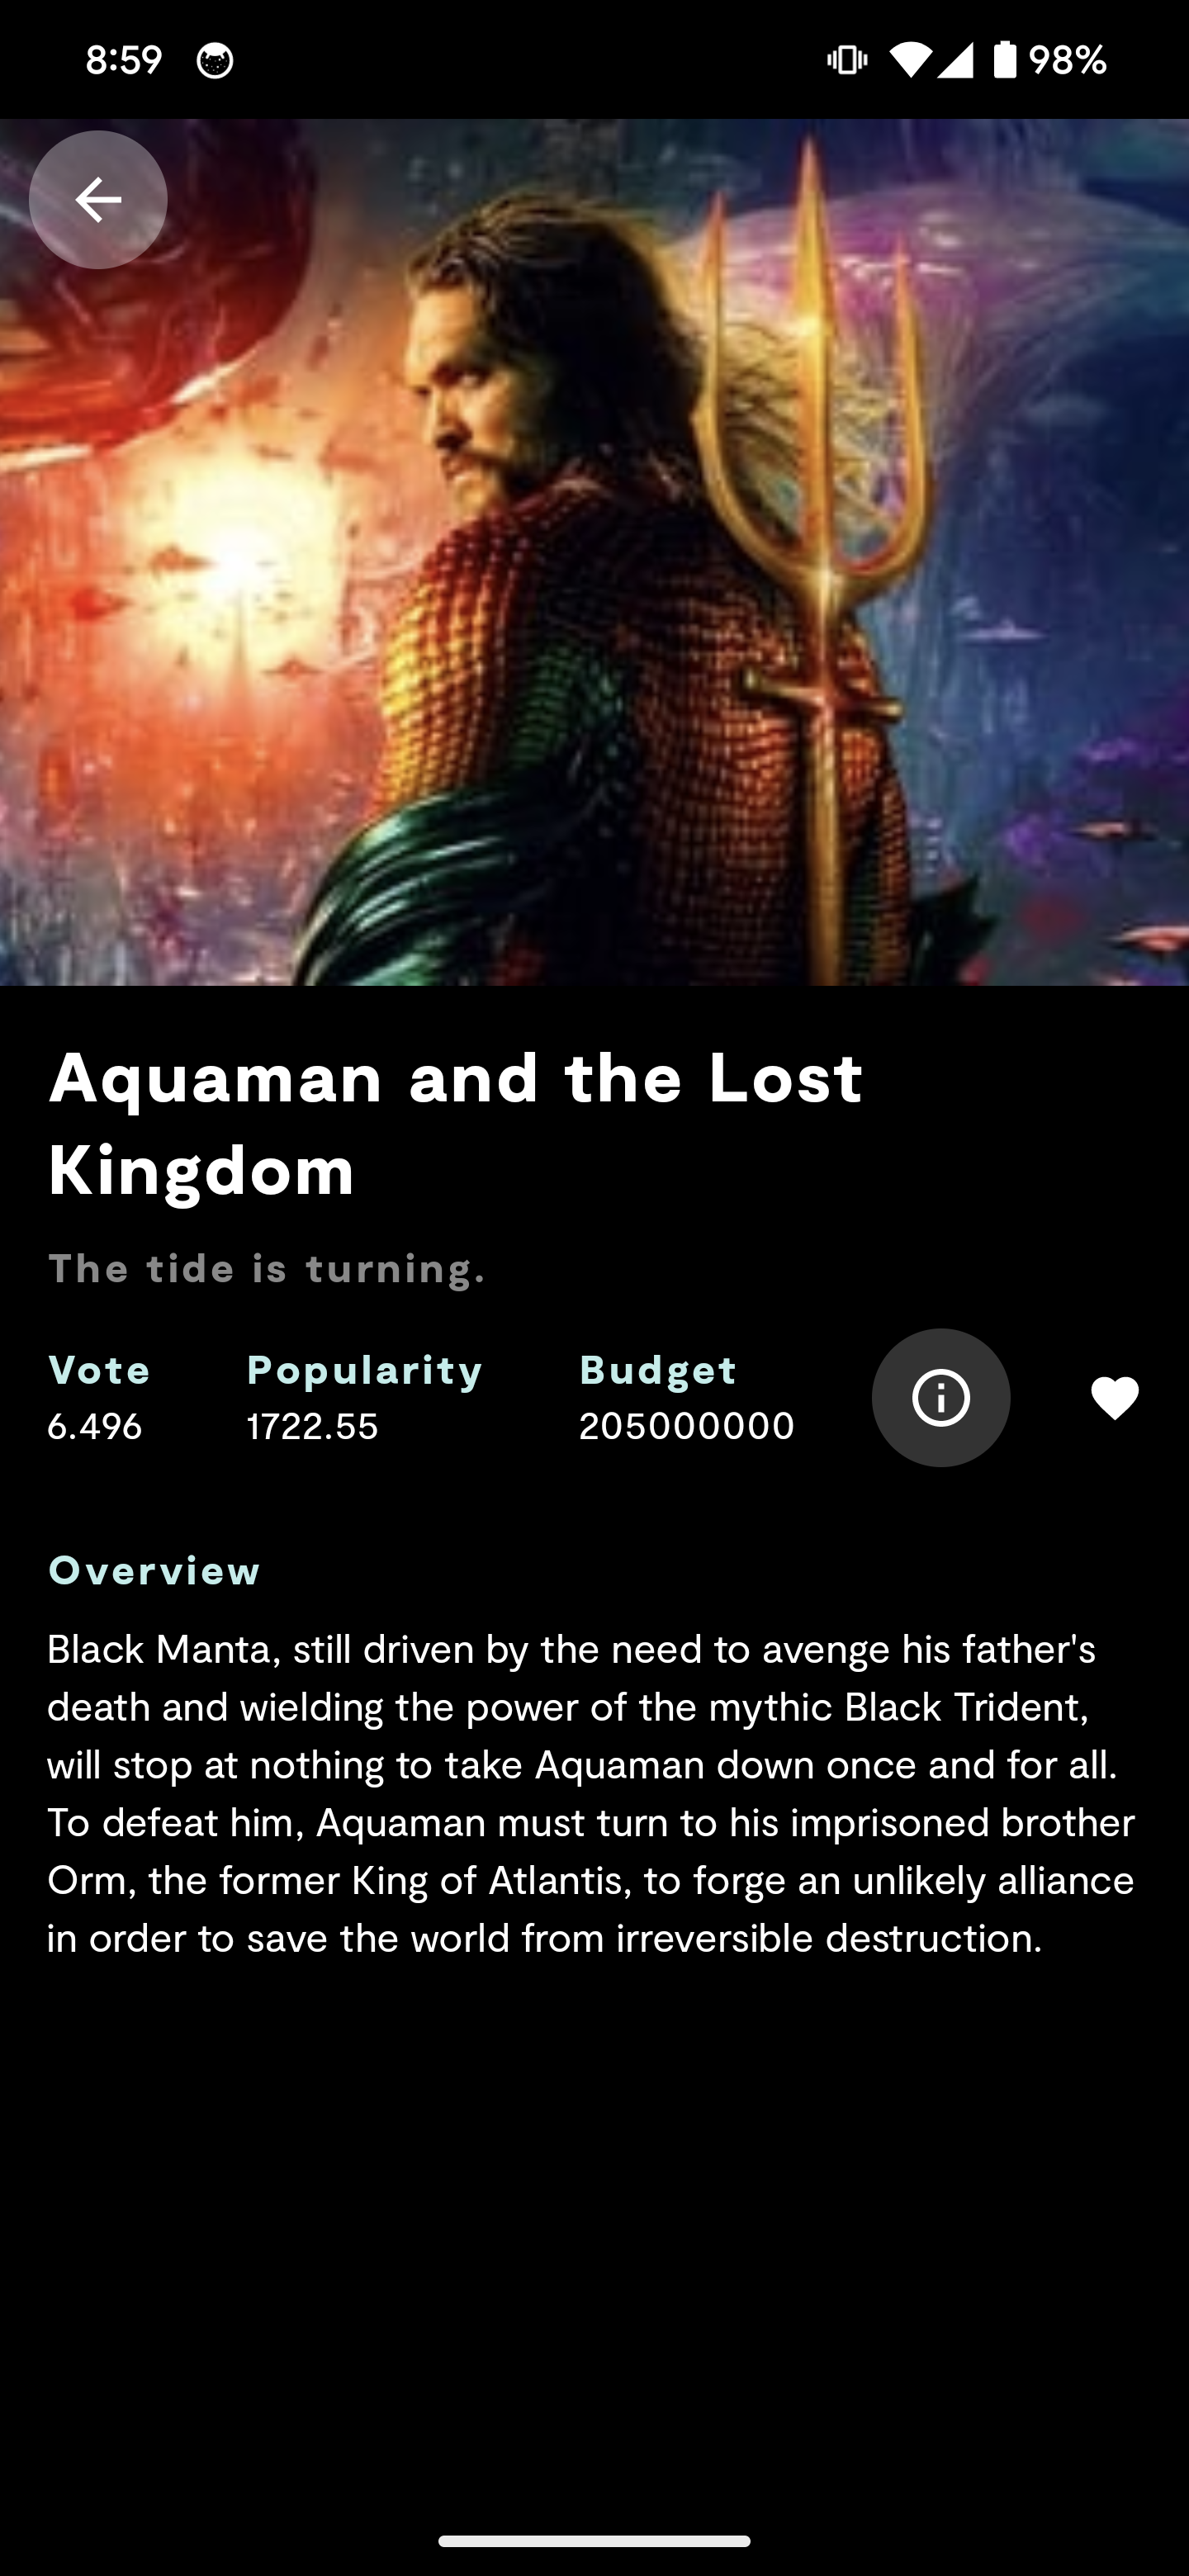 8:59 98%
Aquaman and the Lost
Kingdom
The tide is turning.
Vote Popularity Budget
6.496 1722.55 205000000
Overview
Black Manta, still driven by the need to avenge his father's
death and wielding the power of the mythic Black Trident,
will stop at nothing to take Aquaman down once and for all.
To defeat him, Aquaman must turn to his imprisoned brother
Orm, the former King of Atlantis, to forge an unlikely alliance
in order to save the world from irreversible destruction.